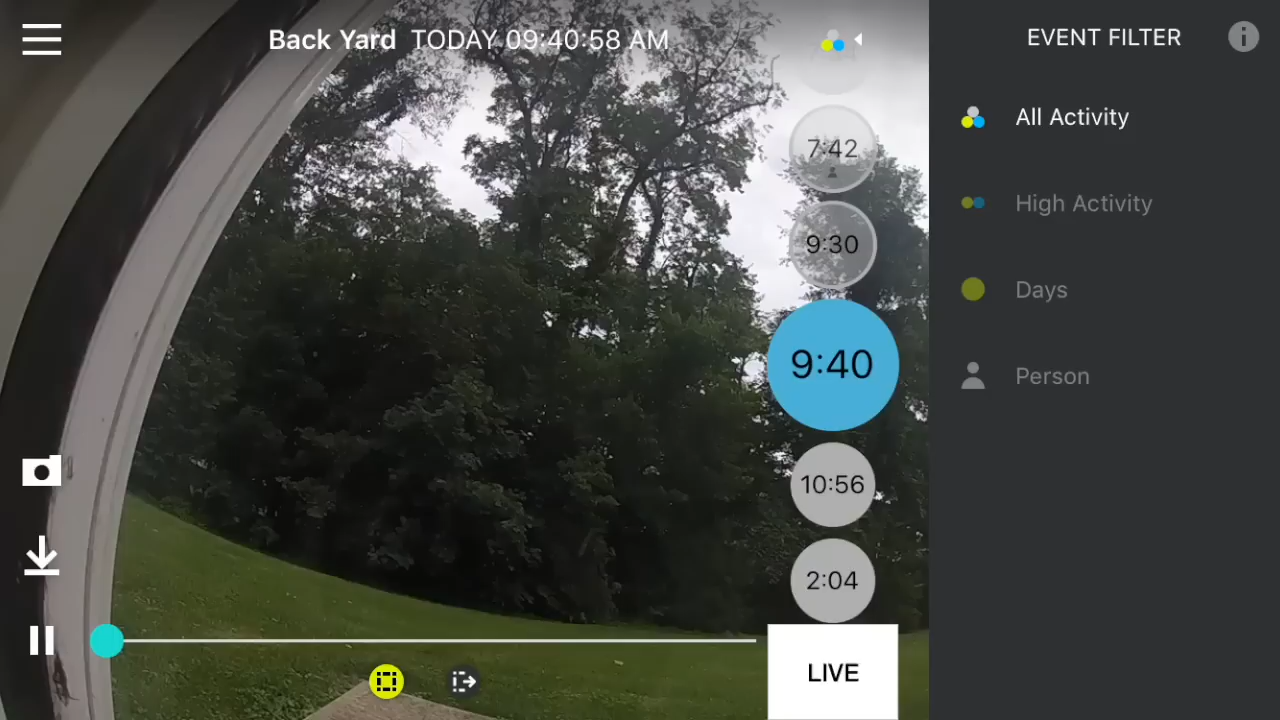 Back Yard TODAY 09:40:58 AM
7:42
9:30
9:40
10:56
2:04
LIVE
EVENT FILTER
All Activity
High Activity
Days
Person